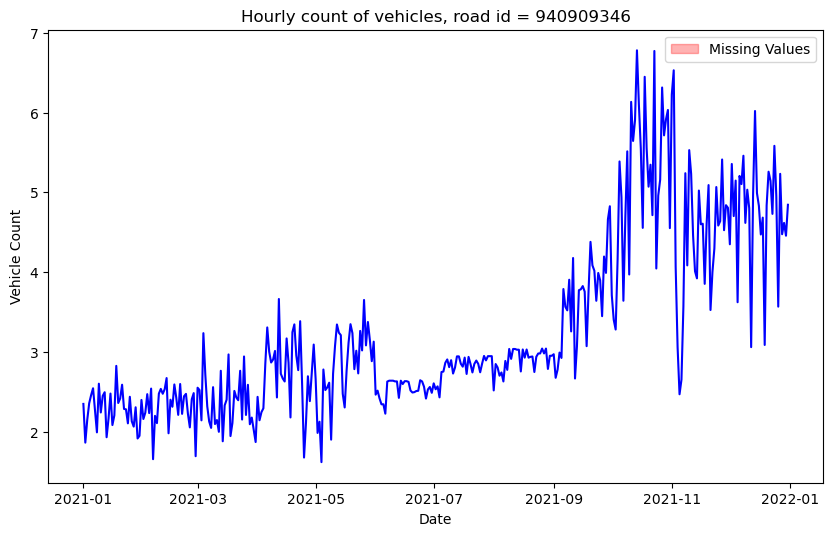 Hourly count of vehicles, road id = 940909346
Missing Values
7
6
5
4
3
2
Vehicle Count
2021-01 2021-03 2021-05 2021-07 2021-09 2021-11 2022-01
Date